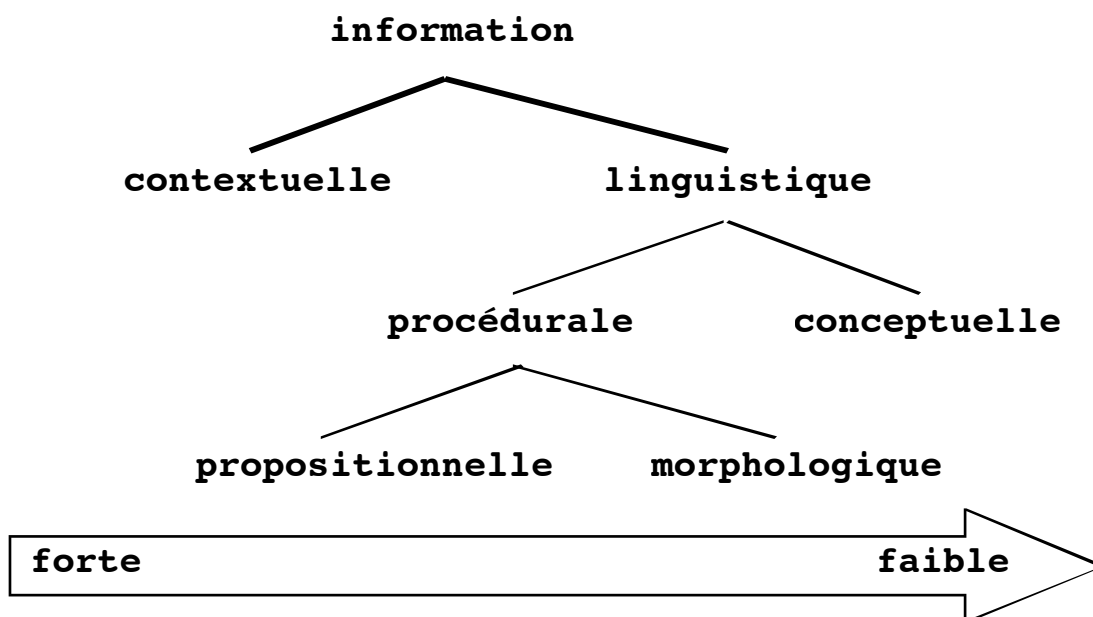 information
contextuelle linguistique
procédurale conceptuelle
propositionnelle morphologique
forte faible